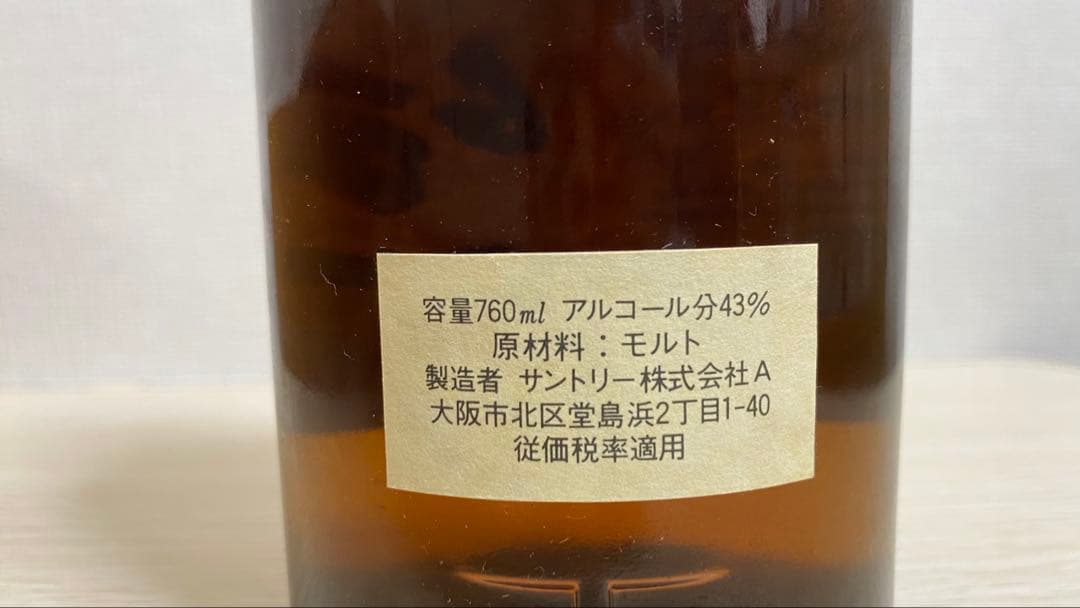 容量760ml アルコール分43%
原材料：モルト
製造者 サントリー株式会社A
大阪市北区堂島浜2丁目1-40
従価税率適用